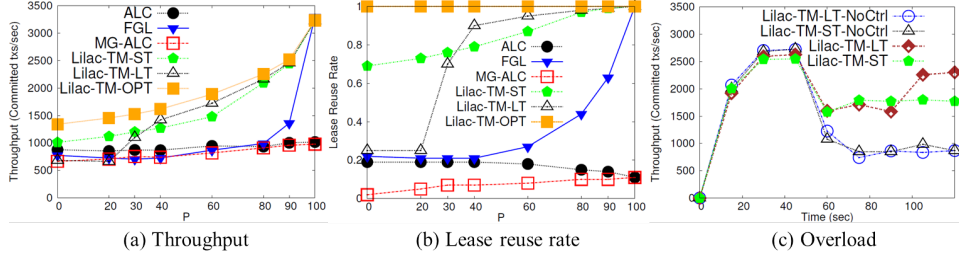 Throughput (Committed txs/sec)
3500
3000
2500
2000
1500
1000
500
0
ALC
FGL
MG-ALC
Lilac-TM-ST
Lilac-TM-LT
Lilac-TM-OPT
0 20 30 40 60 80 90 100
P
(a) Throughput
Lease Reuse Rate
1
0.8
0.6
0.4
0.2
0
ALC
FGL
MG-ALC
Lilac-TM-ST
Lilac-TM-LT
Lilac-TM-OPT
0 20 30 40 60 80 90 100
P
(b) Lease reuse rate
Throughput (Committed txs/sec)
3500
3000
2500
2000
1500
1000
500
0
Lilac-TM-LT-NoCtrl
Lilac-TM-ST-NoCtrl
Lilac-TM-LT
Lilac-TM-ST
20 40 60 80 100
Time (sec)
(c) Overload